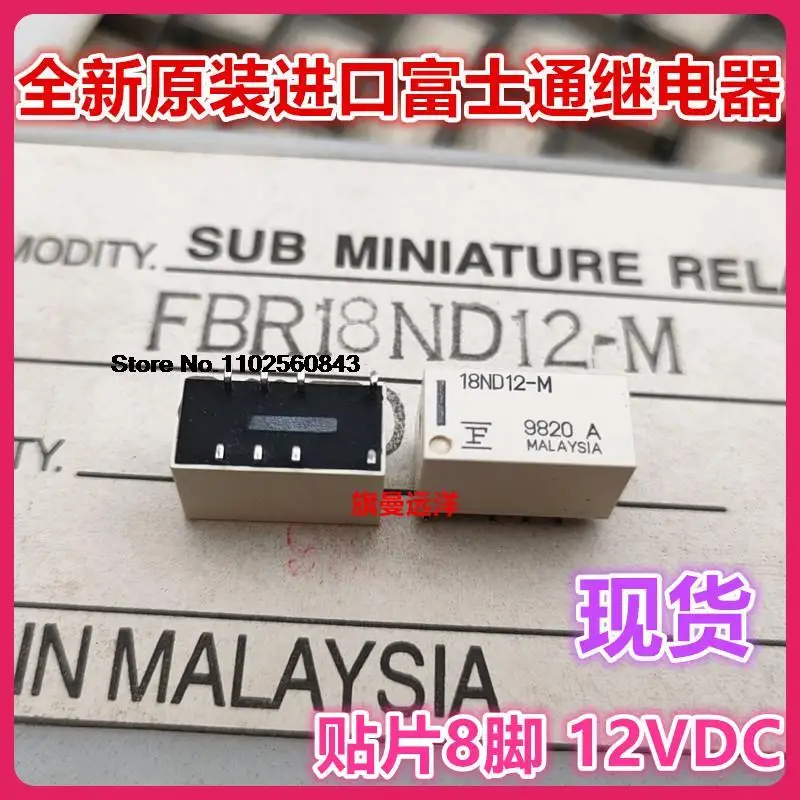 全新原装进口富士通继电器
MODITY. SUB MINIATURE RELA
FBR18ND12-M
Store No.1102560843
18ND12-M
F 9820 A
MALAYSIA
旗曼远洋
现货
IN MALAYSIA
贴片8脚 12VDC